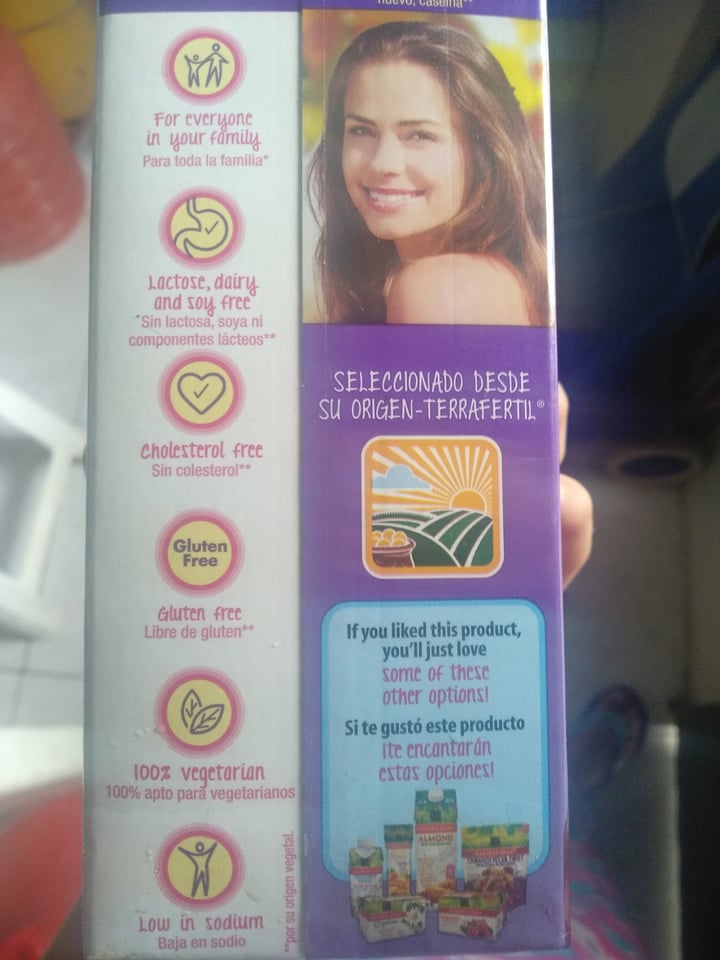 nuevo, caseína**
For everyone
in your family
Para toda la familia*
Lactose, dairy
and soy free
*Sin lactosa, soya ni
componentes lácteos**
Cholesterol free
Sin colesterol**
Gluten
Free
Gluten free
Libre de gluten**
100% vegetarian
100% apto para vegetarianos
Low in sodium
Baja en sodio
**por su origen vegetal.
SELECCIONADO DESDE
SU ORIGEN-TERRAFERTIL®
If you liked this product,
you'll just love
some of these
other options!
Si te gustó este producto
¡te encantarán
estas opciones!
ALMOND